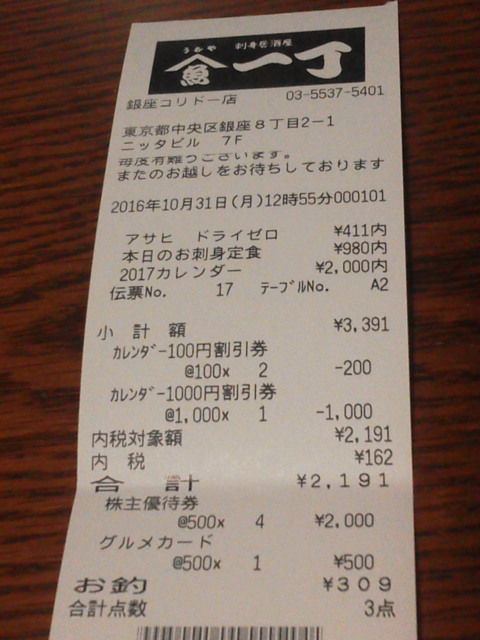 うおや 刺身居酒屋
魚一丁
銀座コリドー店 03-5537-5401
東京都中央区銀座8丁目2-1
ニッタビル 7F
毎度有難うございます。
またのお越しをお待ちしております
2016年10月31日(月)12時55分000101
アサヒ ドライゼロ ¥411内
本日のお刺身定食 ¥980内
2017カレンダー ¥2,000内
伝票No. 17 テーブルNo. A2
小計額 ¥3,391
カレンダー100円割引券
@100× 2 -200
カレンダー1000円割引券
@1,000× 1 -1,000
内税対象額 ¥2,191
内 税 ¥162
合 計 ¥2,191
株主優待券
@500× 4 ¥2,000
グルメカード
@500× 1 ¥500
お釣 ¥309
合計点数 3点